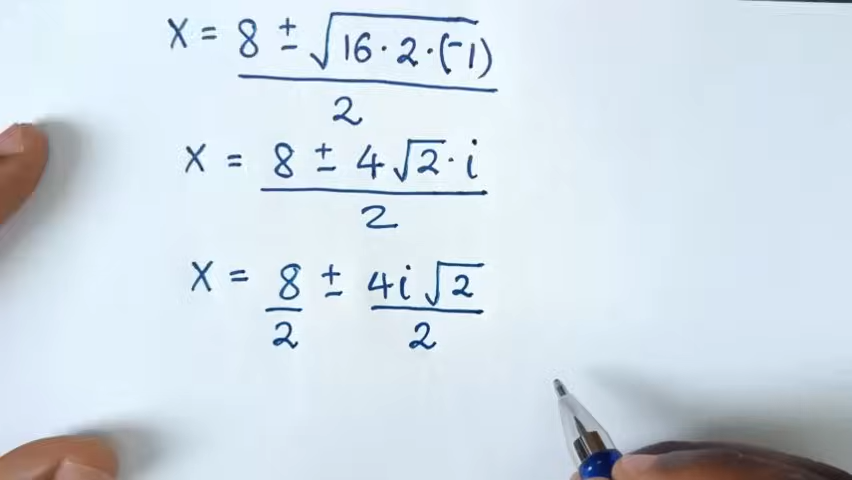 x = 8 ± √16·2·(-1)
2
x = 8 ± 4√2·i
2
x = 8 ± 4i√2
2 2